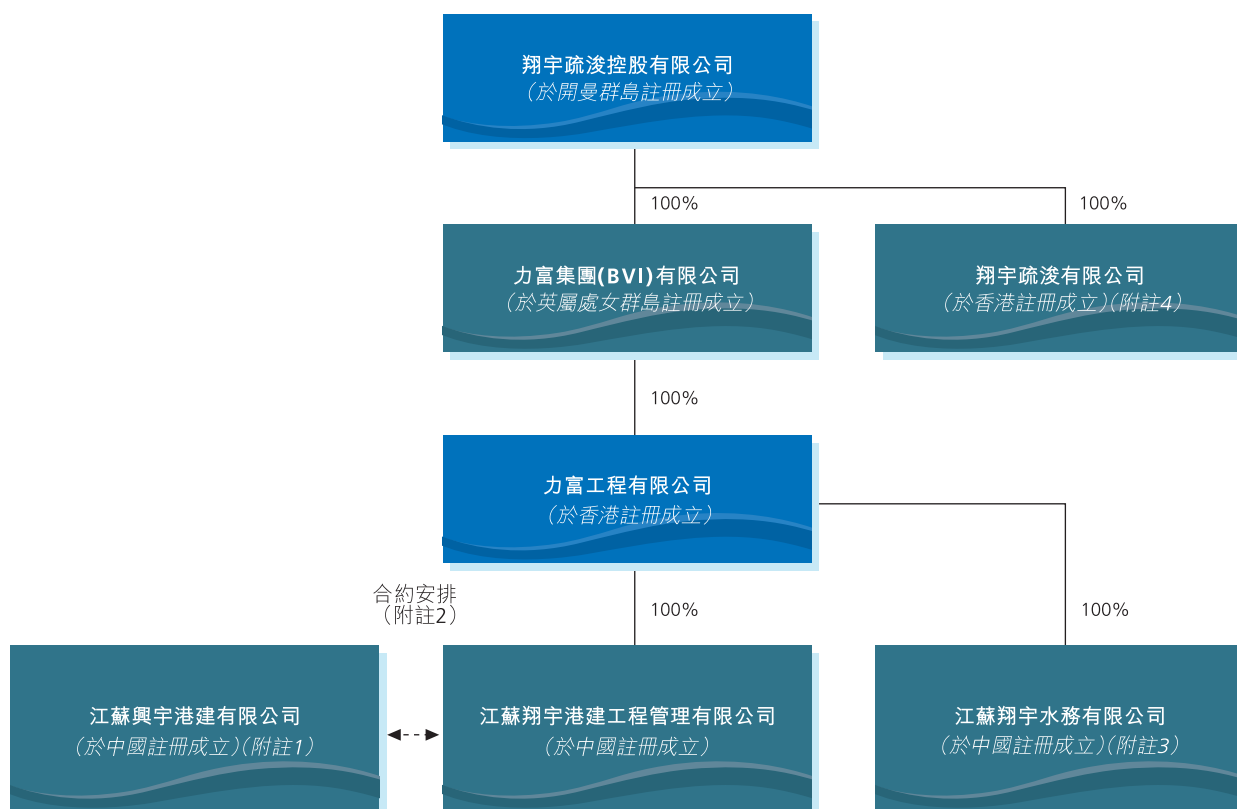 翔宇疏浚控股有限公司
（於開曼群島註冊成立）
100%
100%
力富集團(BVI)有限公司
（於英屬處女群島註冊成立）
翔宇疏浚有限公司
（於香港註冊成立）（附註4）
100%
力富工程有限公司
（於香港註冊成立）
合約安排
（附註2）
100%
100%
江蘇興宇港建有限公司
（於中國註冊成立）（附註1）
江蘇翔宇港建工程管理有限公司
（於中國註冊成立）
江蘇翔宇水務有限公司
（於中國註冊成立）（附註3）